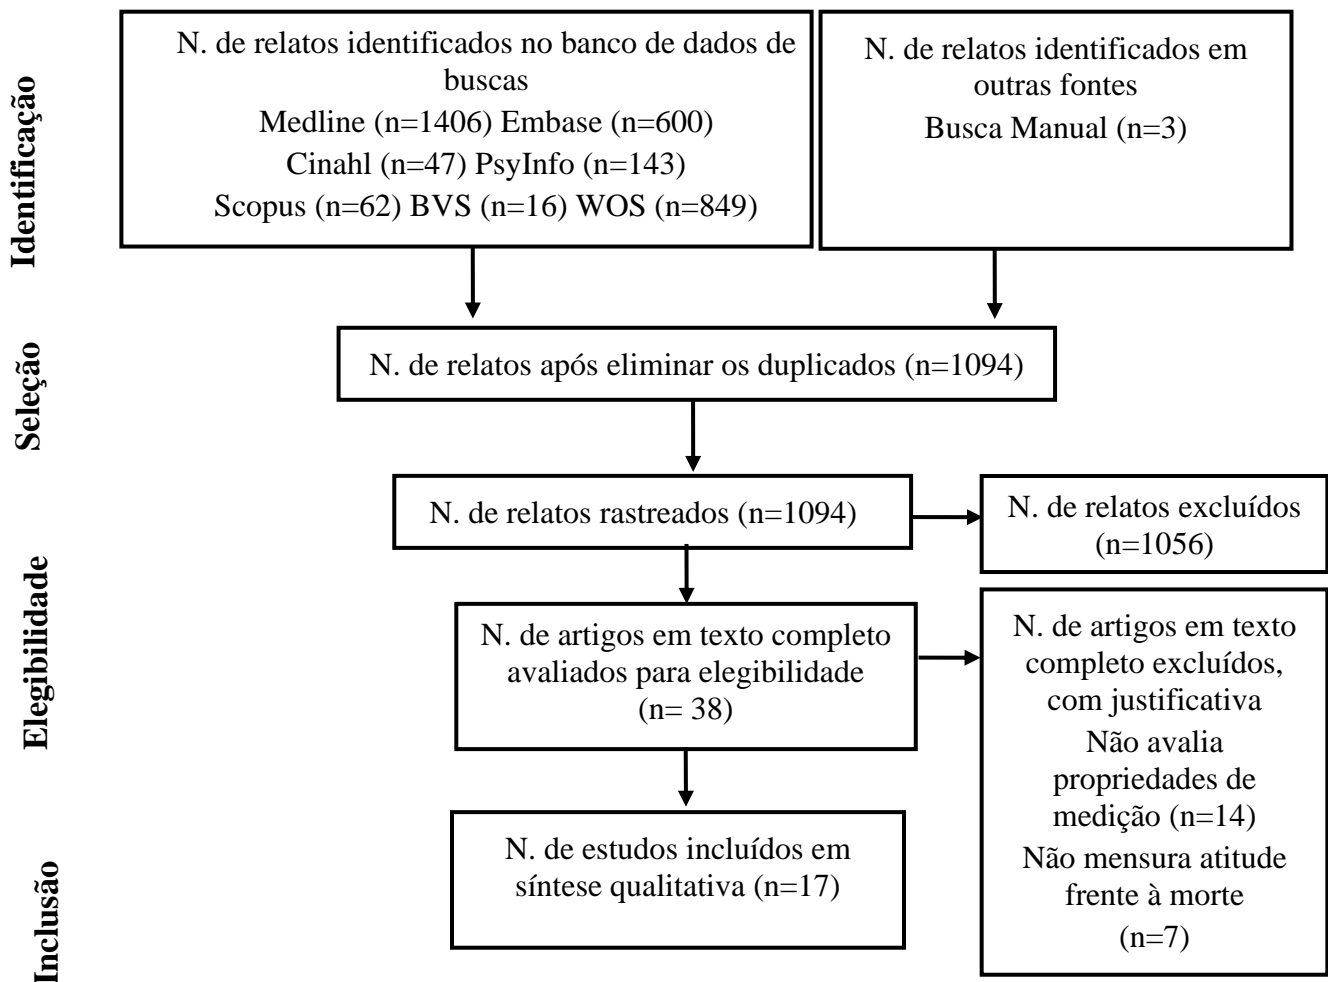 Identificação
N. de relatos identificados no banco de dados de
buscas
Medline (n=1406) Embase (n=600)
Cinahl (n=47) PsyInfo (n=143)
Scopus (n=62) BVS (n=16) WOS (n=849)
N. de relatos identificados em
outras fontes
Busca Manual (n=3)
Seleção
N. de relatos após eliminar os duplicados (n=1094)
N. de relatos rastreados (n=1094)
N. de relatos excluídos
(n=1056)
Elegibilidade
N. de artigos em texto completo
avaliados para elegibilidade
(n= 38)
N. de artigos em texto
completo excluídos,
com justificativa
Não avalia
propriedades de
medição (n=14)
Não mensura atitude
frente à morte
(n=7)
Inclusão
N. de estudos incluídos em
síntese qualitativa (n=17)